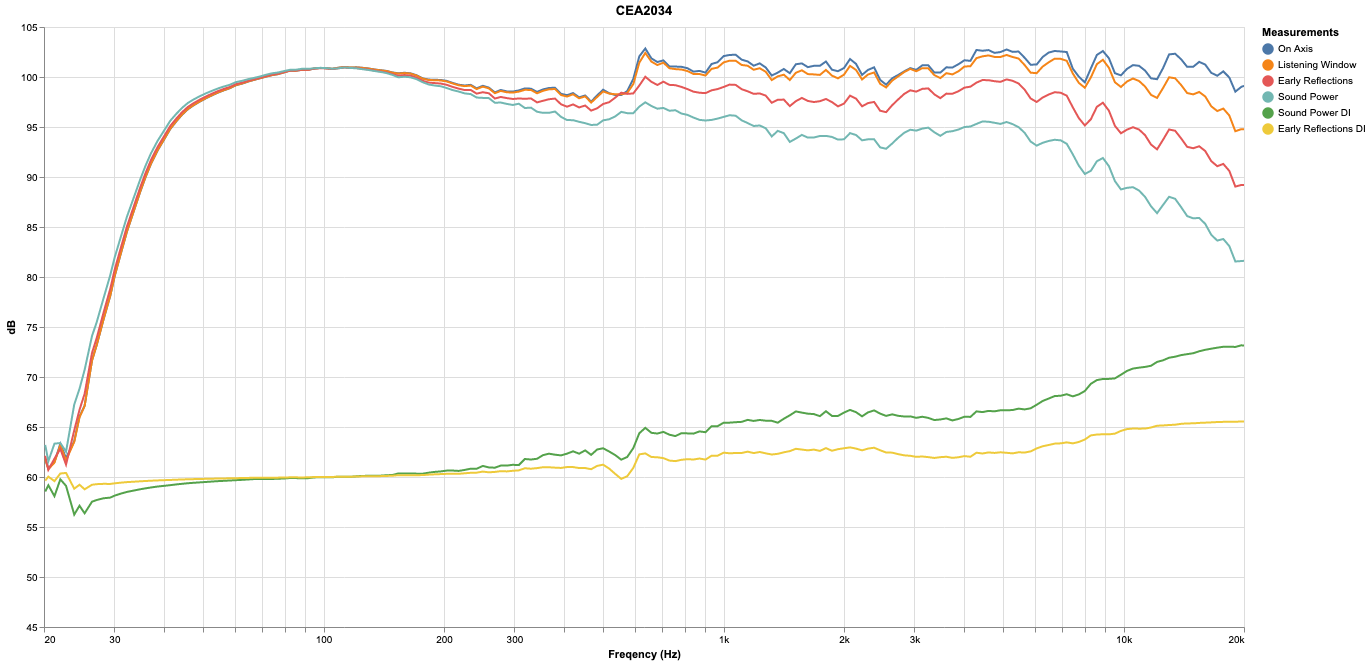 CEA2034
105
100
95
90
85
80
75
70
65
60
55
50
45
dB
20
30
100
200
300
1k
2k
3k
10k
20k
Freqency (Hz)
Measurements
On Axis
Listening Window
Early Reflections
Sound Power
Sound Power DI
Early Reflections DI